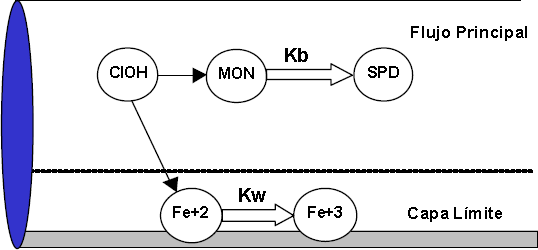 Flujo Principal
Kb
ClOH
MON
SPD
Kw
Fe+2
Fe+3
Capa Límite